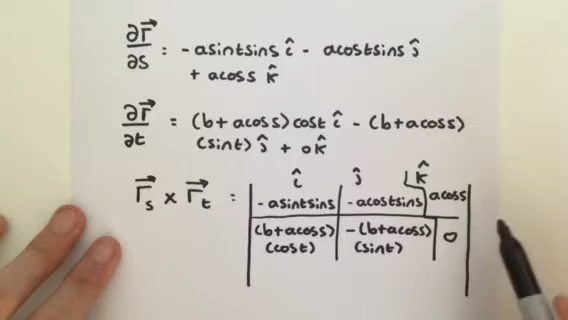 ∂r⃗/∂s = - asintsins î - acostsins ĵ
+ acoss k̂
∂r⃗/∂t = (b+acoss)cost î - (b+acoss)
(sint) ĵ + 0k̂
r⃗s × r⃗t = | î ĵ k̂
- asintsins | - acostsins | acoss
(b+acoss) | -(b+acoss) | 0
(cost) (sint)